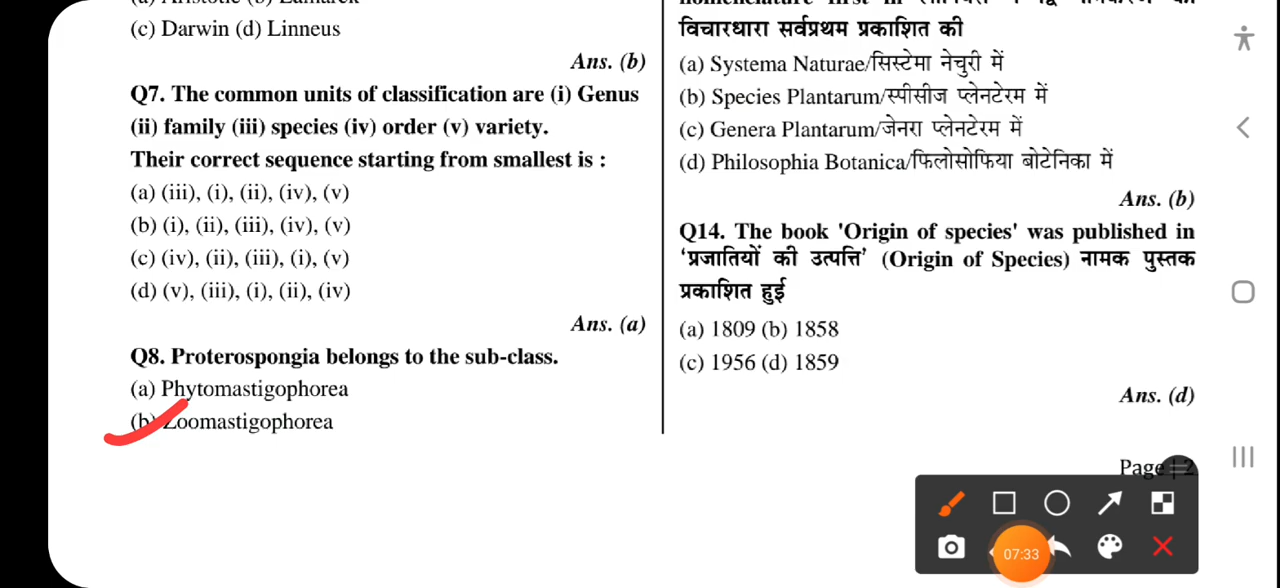 (c) Darwin (d) Linneus
Ans. (b)
Q7. The common units of classification are (i) Genus
(ii) family (iii) species (iv) order (v) variety.
Their correct sequence starting from smallest is :
(a) (iii), (i), (ii), (iv), (v)
(b) (i), (ii), (iii), (iv), (v)
(c) (iv), (ii), (iii), (i), (v)
(d) (v), (iii), (i), (ii), (iv)
Ans. (a)
Q8. Proterospongia belongs to the sub-class.
(a) Phytomastigophorea
(b) Zoomastigophorea
विचारधारा सर्वप्रथम प्रकाशित की
(a) Systema Naturae/सिस्टेमा नेचुरी में
(b) Species Plantarum/स्पीसीज प्लेनटेरम में
(c) Genera Plantarum/जेनरा प्लेनटेरम में
(d) Philosophia Botanica/फिलोसोफिया बोटेनिका में
Ans. (b)
Q14. The book 'Origin of species' was published in
‘प्रजातियों की उत्पत्ति’ (Origin of Species) नामक पुस्तक
प्रकाशित हुई
(a) 1809 (b) 1858
(c) 1956 (d) 1859
Ans. (d)
Page | 2
07:33